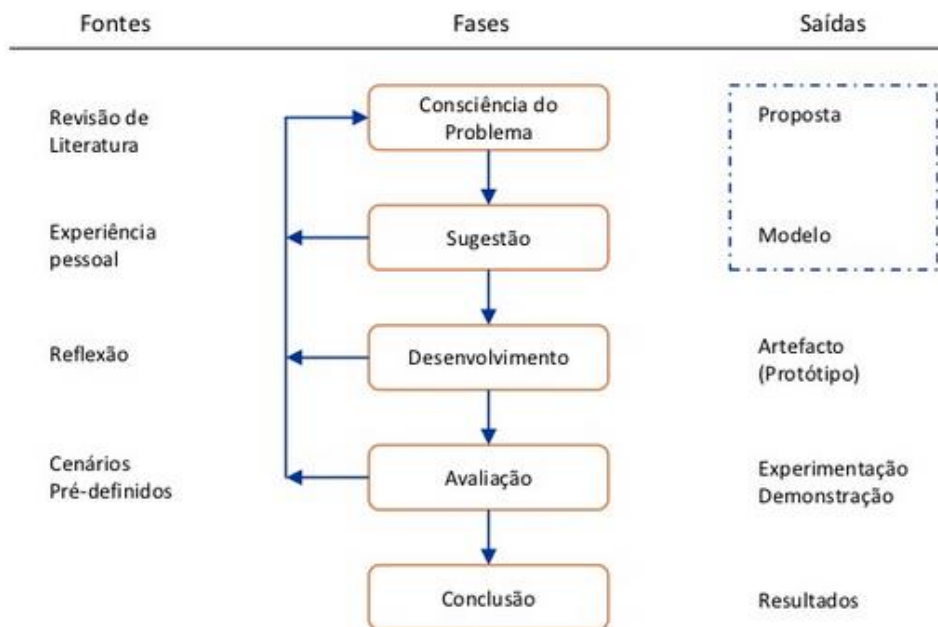 Fontes
Fases
Saídas
Revisão de
Literatura
Consciência do
Problema
Proposta
Experiência
pessoal
Sugestão
Modelo
Reflexão
Desenvolvimento
Artefacto
(Protótipo)
Cenários
Pré-definidos
Avaliação
Experimentação
Demonstração
Conclusão
Resultados